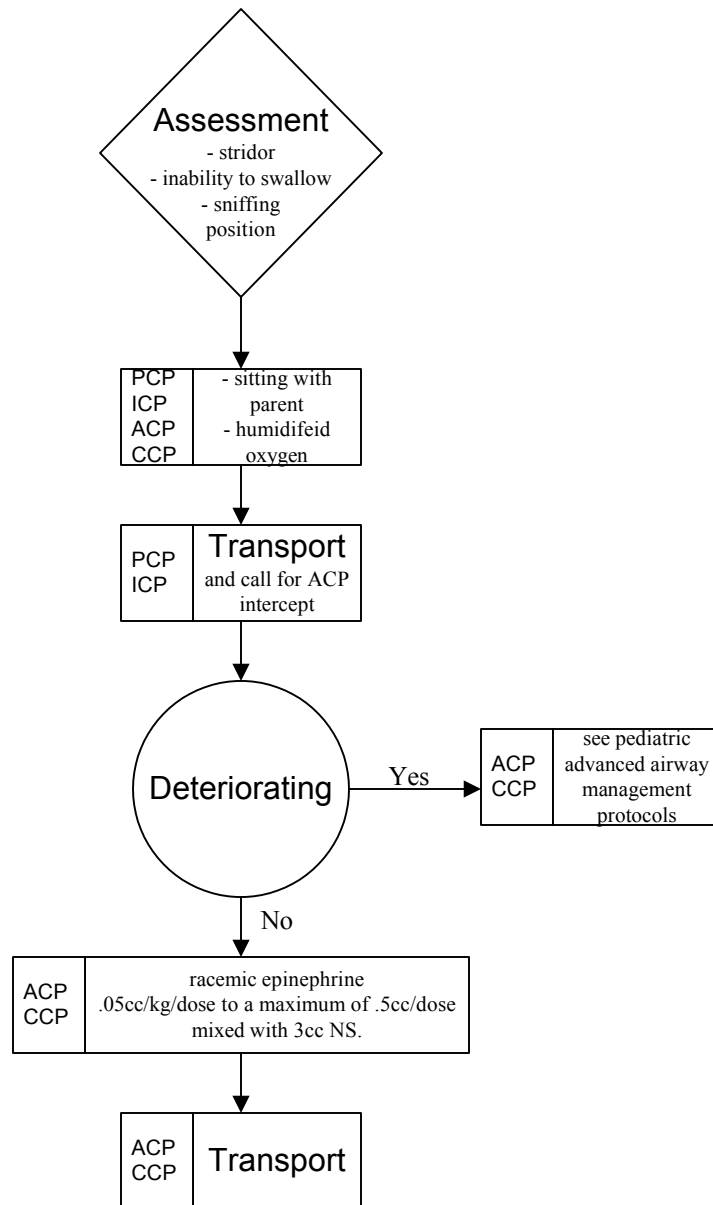 Assessment
- stridor
- inability to swallow
- sniffing
position
PCP
ICP
ACP
CCP
- sitting with
parent
- humidifeid
oxygen
PCP
ICP
Transport
and call for ACP
intercept
Deteriorating
Yes
ACP
CCP
see pediatric
advanced airway
management
protocols
No
ACP
CCP
racemic epinephrine
.05cc/kg/dose to a maximum of .5cc/dose
mixed with 3cc NS.
ACP
CCP
Transport